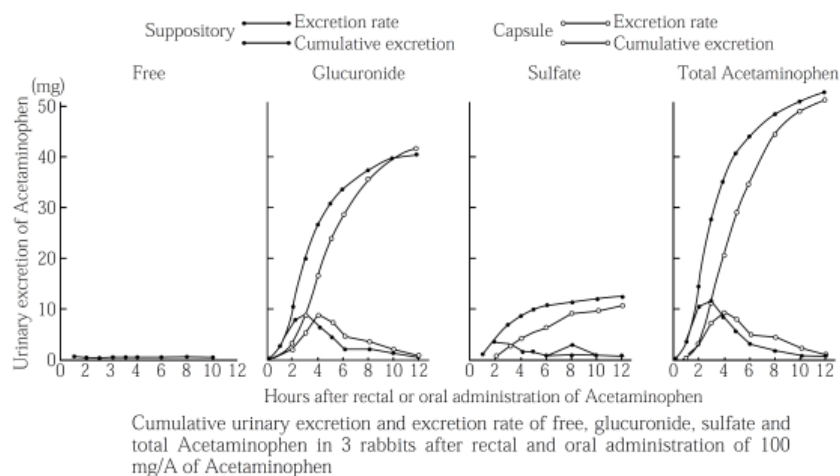 Suppository Excretion rate Capsule Excretion rate
Cumulative excretion Cumulative excretion
Free Glucuronide Sulfate Total Acetaminophen
(mg)
50
40
30
20
10
0
Urinary excretion of Acetaminophen
0 2 4 6 8 10 12 0 2 4 6 8 10 12 0 2 4 6 8 10 12 0 2 4 6 8 10 12
Hours after rectal or oral administration of Acetaminophen
Cumulative urinary excretion and excretion rate of free, glucuronide, sulfate and
total Acetaminophen in 3 rabbits after rectal and oral administration of 100
mg/A of Acetaminophen